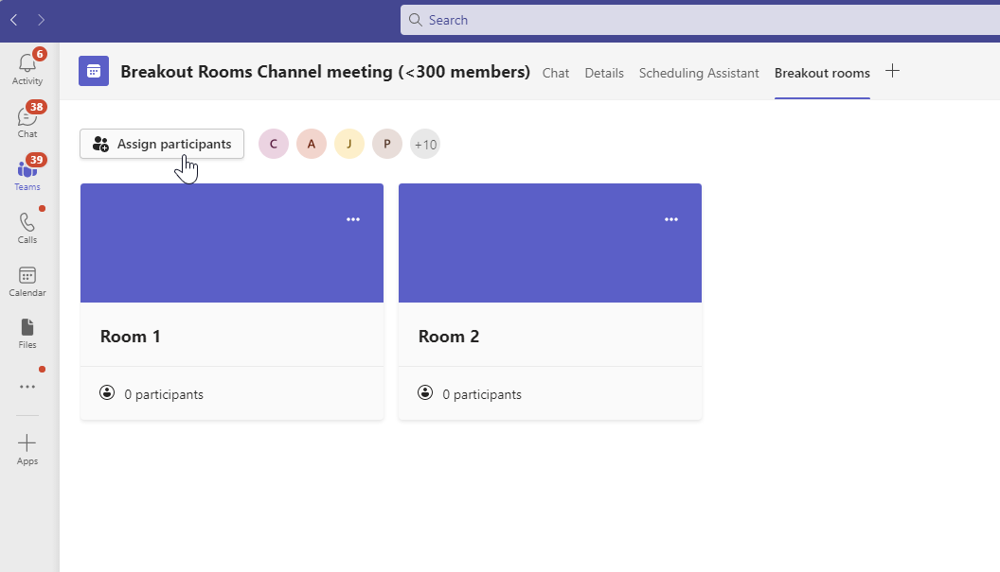 Search
6
Activity
38
Chat
39
Teams
Calls
Calendar
Files
Apps
Breakout Rooms Channel meeting (<300 members)
Chat
Details
Scheduling Assistant
Breakout rooms
Assign participants
C
A
J
P
+10
Room 1
0 participants
Room 2
0 participants